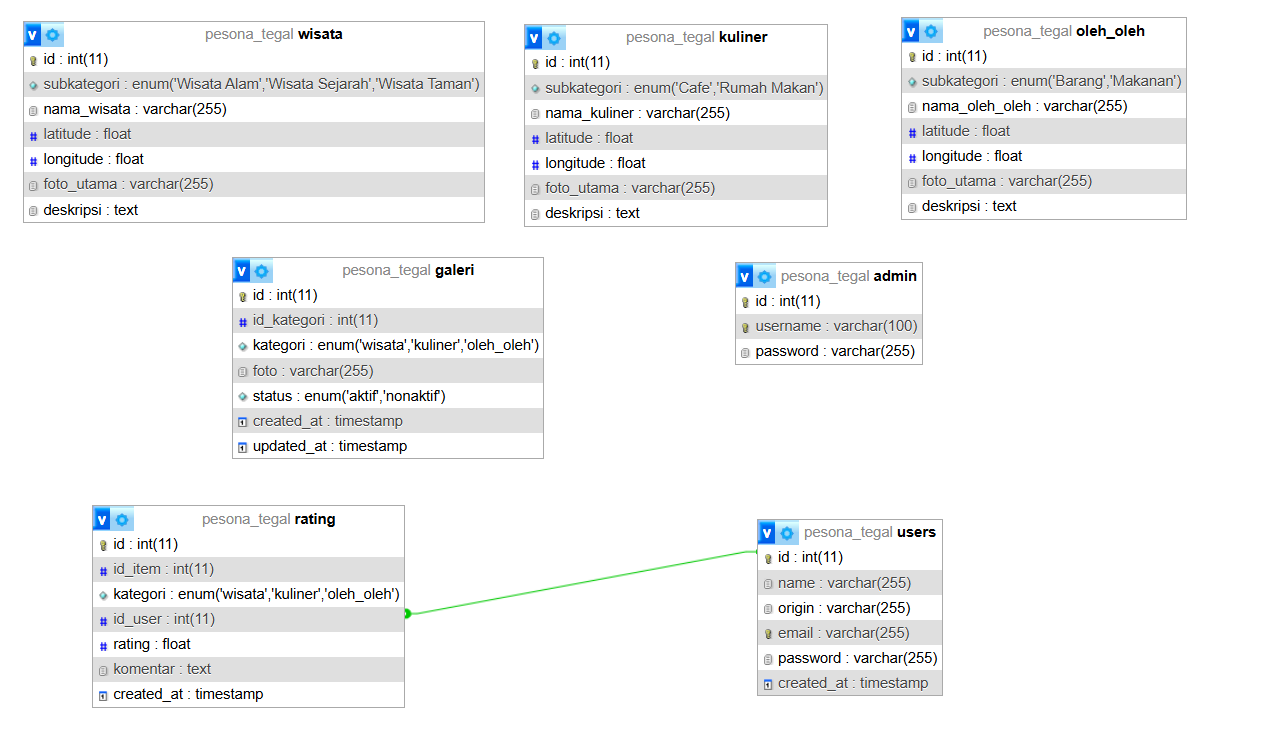 pesona_tegal wisata
id : int(11)
subkategori : enum('Wisata Alam','Wisata Sejarah','Wisata Taman')
nama_wisata : varchar(255)
latitude : float
longitude : float
foto_utama : varchar(255)
deskripsi : text
pesona_tegal kuliner
id : int(11)
subkategori : enum('Cafe','Rumah Makan')
nama_kuliner : varchar(255)
latitude : float
longitude : float
foto_utama : varchar(255)
deskripsi : text
pesona_tegal oleh_oleh
id : int(11)
subkategori : enum('Barang','Makanan')
nama_oleh_oleh : varchar(255)
latitude : float
longitude : float
foto_utama : varchar(255)
deskripsi : text
pesona_tegal galeri
id : int(11)
id_kategori : int(11)
kategori : enum('wisata','kuliner','oleh_oleh')
foto : varchar(255)
status : enum('aktif','nonaktif')
created_at : timestamp
updated_at : timestamp
pesona_tegal admin
id : int(11)
username : varchar(100)
password : varchar(255)
pesona_tegal rating
id : int(11)
id_item : int(11)
kategori : enum('wisata','kuliner','oleh_oleh')
id_user : int(11)
rating : float
komentar : text
created_at : timestamp
pesona_tegal users
id : int(11)
name : varchar(255)
origin : varchar(255)
email : varchar(255)
password : varchar(255)
created_at : timestamp